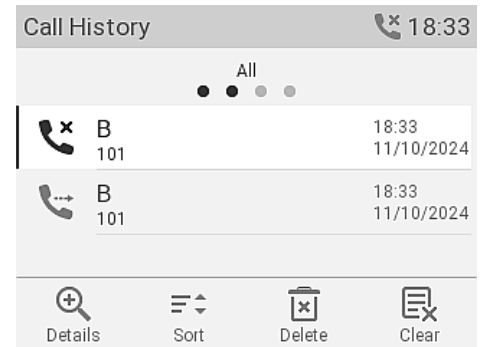 Call History 18:33
All
B 18:33
101 11/10/2024
B 18:33
101 11/10/2024
Details Sort Delete Clear